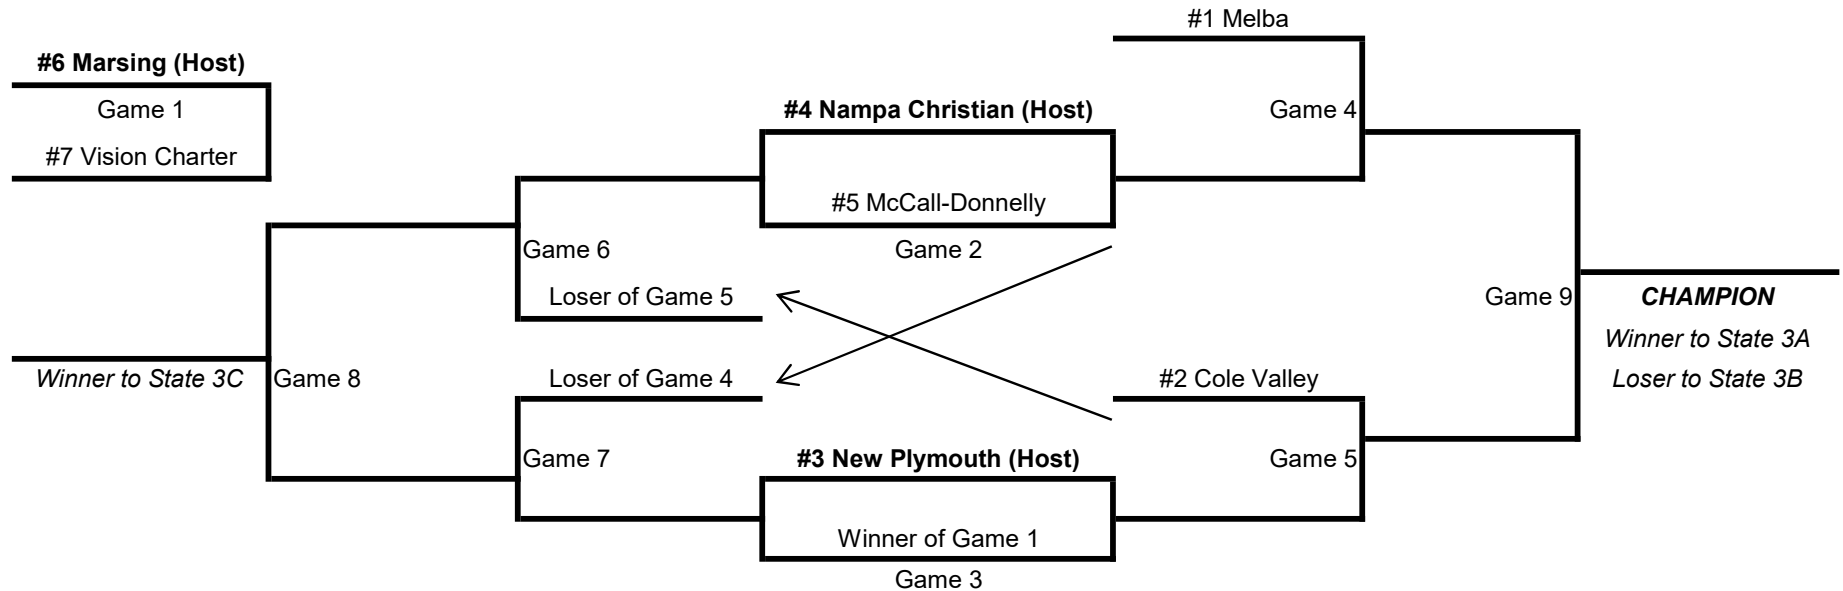 #1 Melba
#6 Marsing (Host)
Game 1
#4 Nampa Christian (Host)
Game 4
#7 Vision Charter
#5 McCall-Donnelly
Game 6
Game 2
Loser of Game 5
Game 9
CHAMPION
Winner to State 3A
Winner to State 3C
Game 8
Loser of Game 4
#2 Cole Valley
Loser to State 3B
Game 7
#3 New Plymouth (Host)
Game 5
Winner of Game 1
Game 3